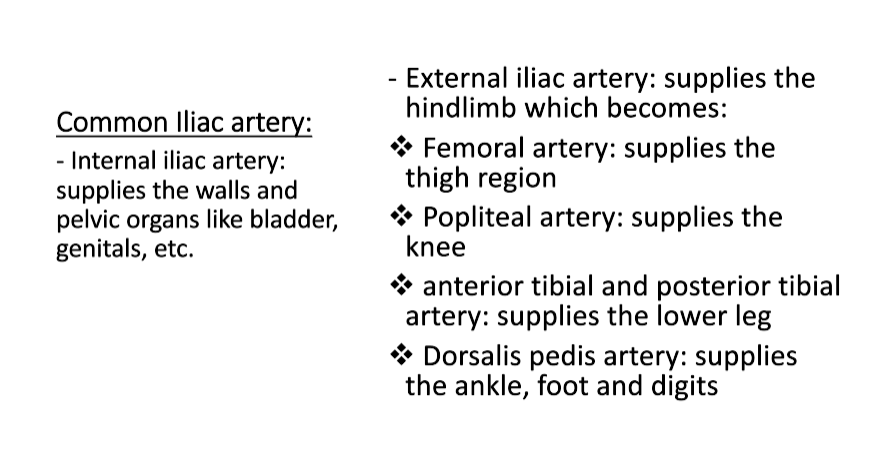 Common Iliac artery:
- Internal iliac artery:
supplies the walls and
pelvic organs like bladder,
genitals, etc.
- External iliac artery: supplies the
hindlimb which becomes:
❖ Femoral artery: supplies the
thigh region
❖ Popliteal artery: supplies the
knee
❖ anterior tibial and posterior tibial
artery: supplies the lower leg
❖ Dorsalis pedis artery: supplies
the ankle, foot and digits